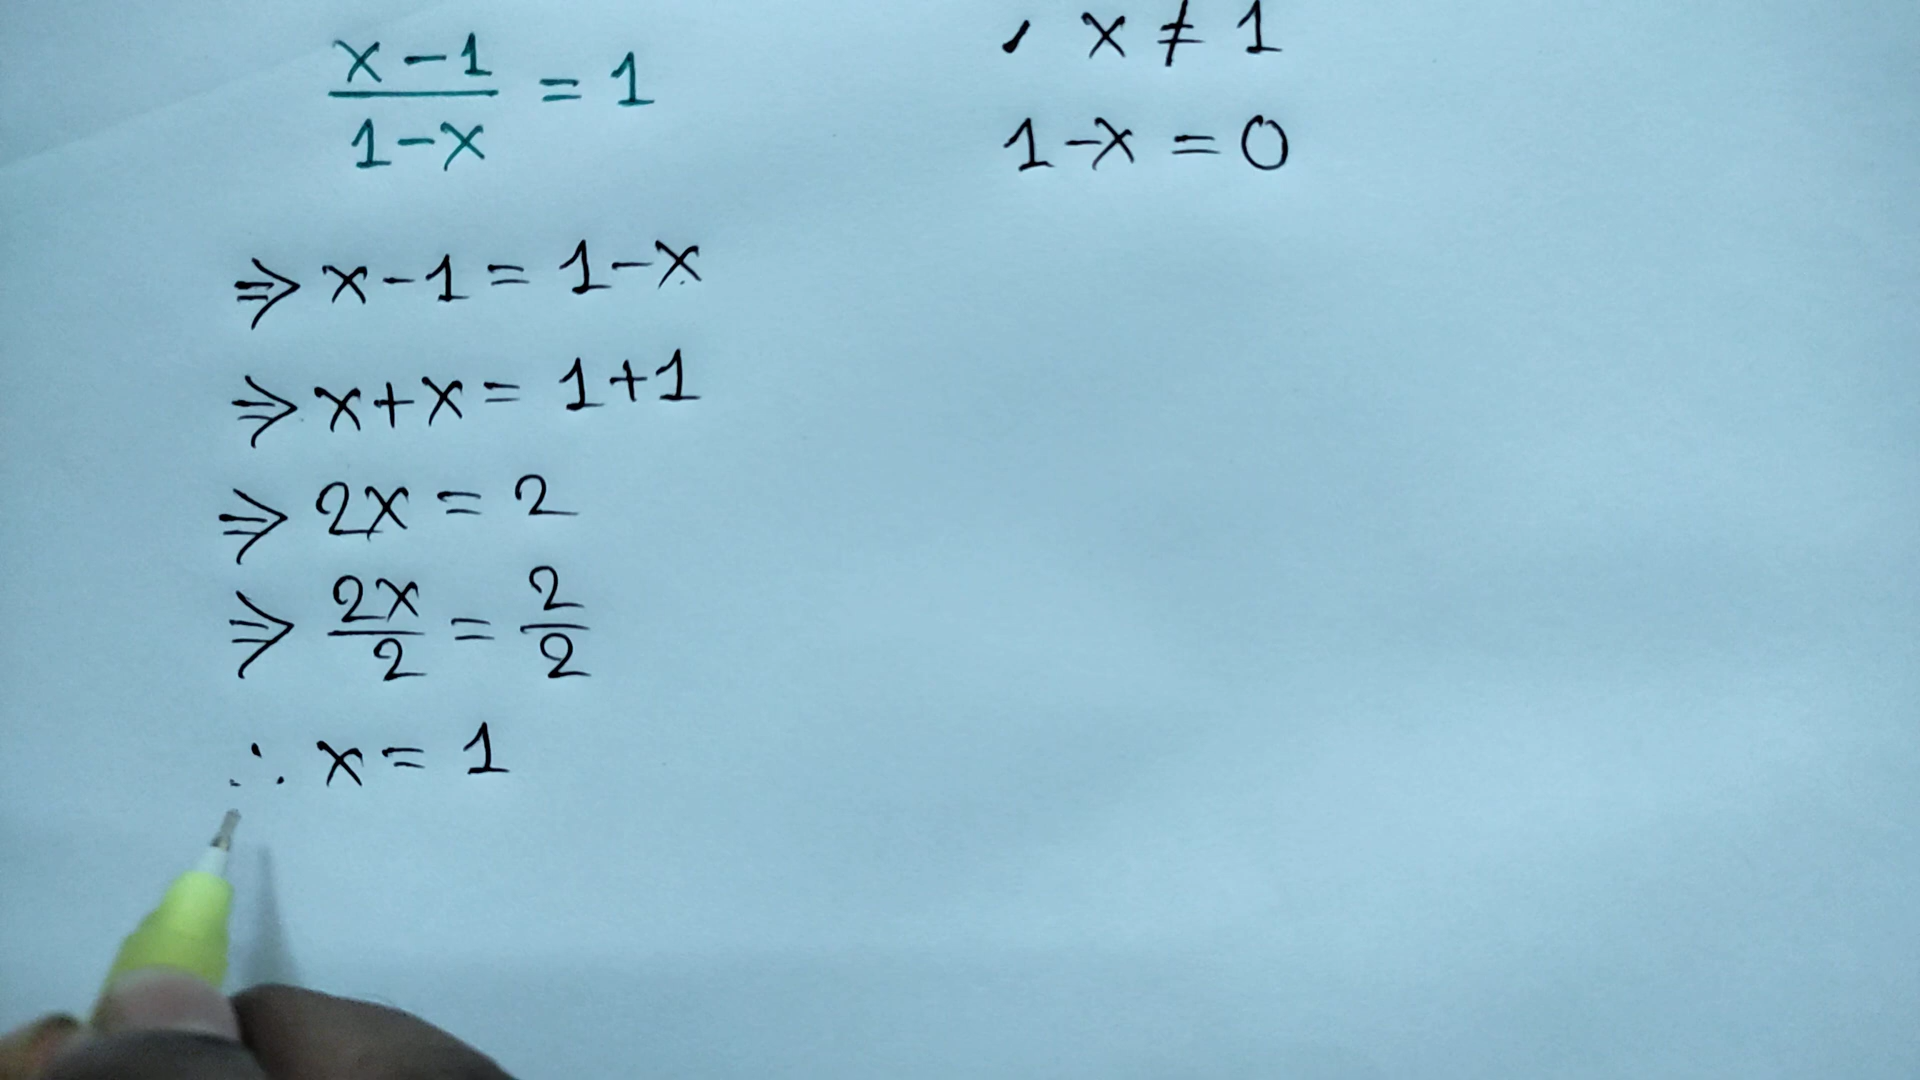 x-1/1-x = 1
⇒ x-1 = 1-x
⇒ x+x = 1+1
⇒ 2x = 2
⇒ 2x/2 = 2/2
∴ x = 1
x ≠ 1
1-x = 0